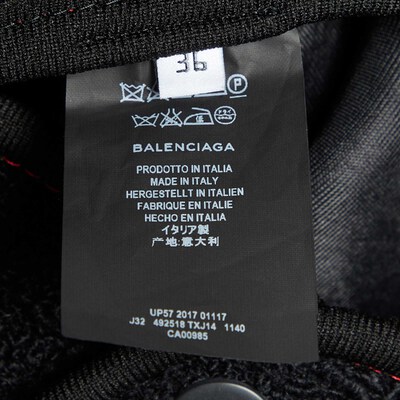 36
P
BALENCIAGA
PRODOTTO IN ITALIA
MADE IN ITALY
HERGESTELLT IN ITALIEN
FABRIQUE EN ITALIE
HECHO EN ITALIA
イタリア製
产地:意大利
UP57 2017 01117
J32 492518 TXJ14 1140
CA00985